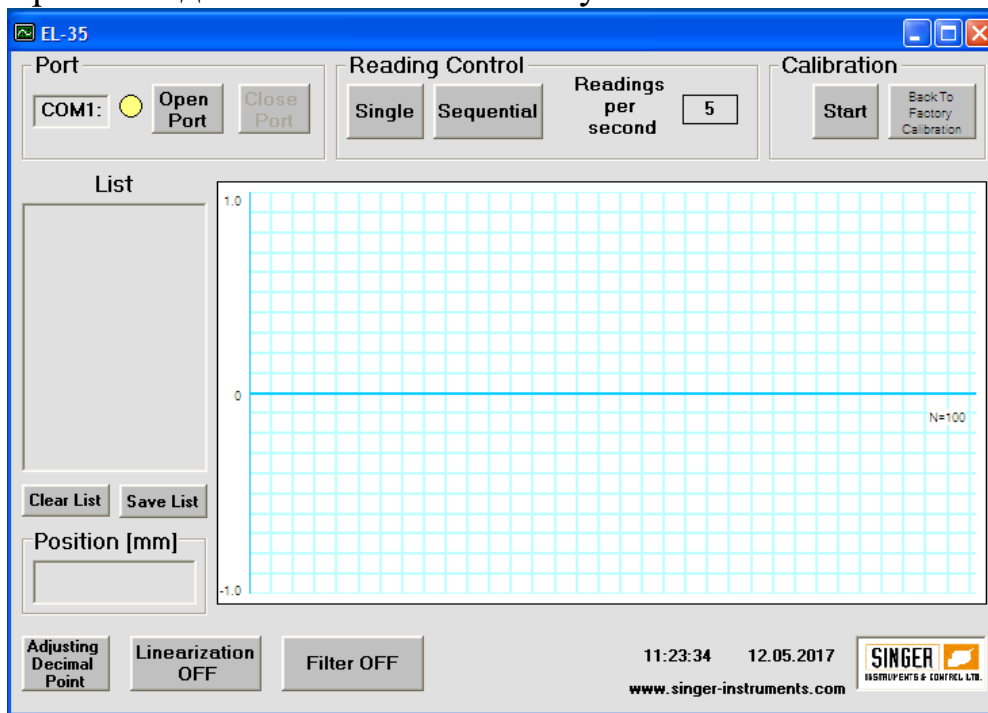 EL-35
Port
COM1:
Open
Port
Close
Port
Reading Control
Single
Sequential
Readings
per
second
5
Calibration
Start
Back To
Factory
Calibration
List
1.0
0
N=100
-1.0
Clear List
Save List
Position [mm]
Adjusting
Decimal
Point
Linearization
OFF
Filter OFF
11:23:34 12.05.2017
www.singer-instruments.com
SINGER
INSTRUMENTS & CONTROL LTD.